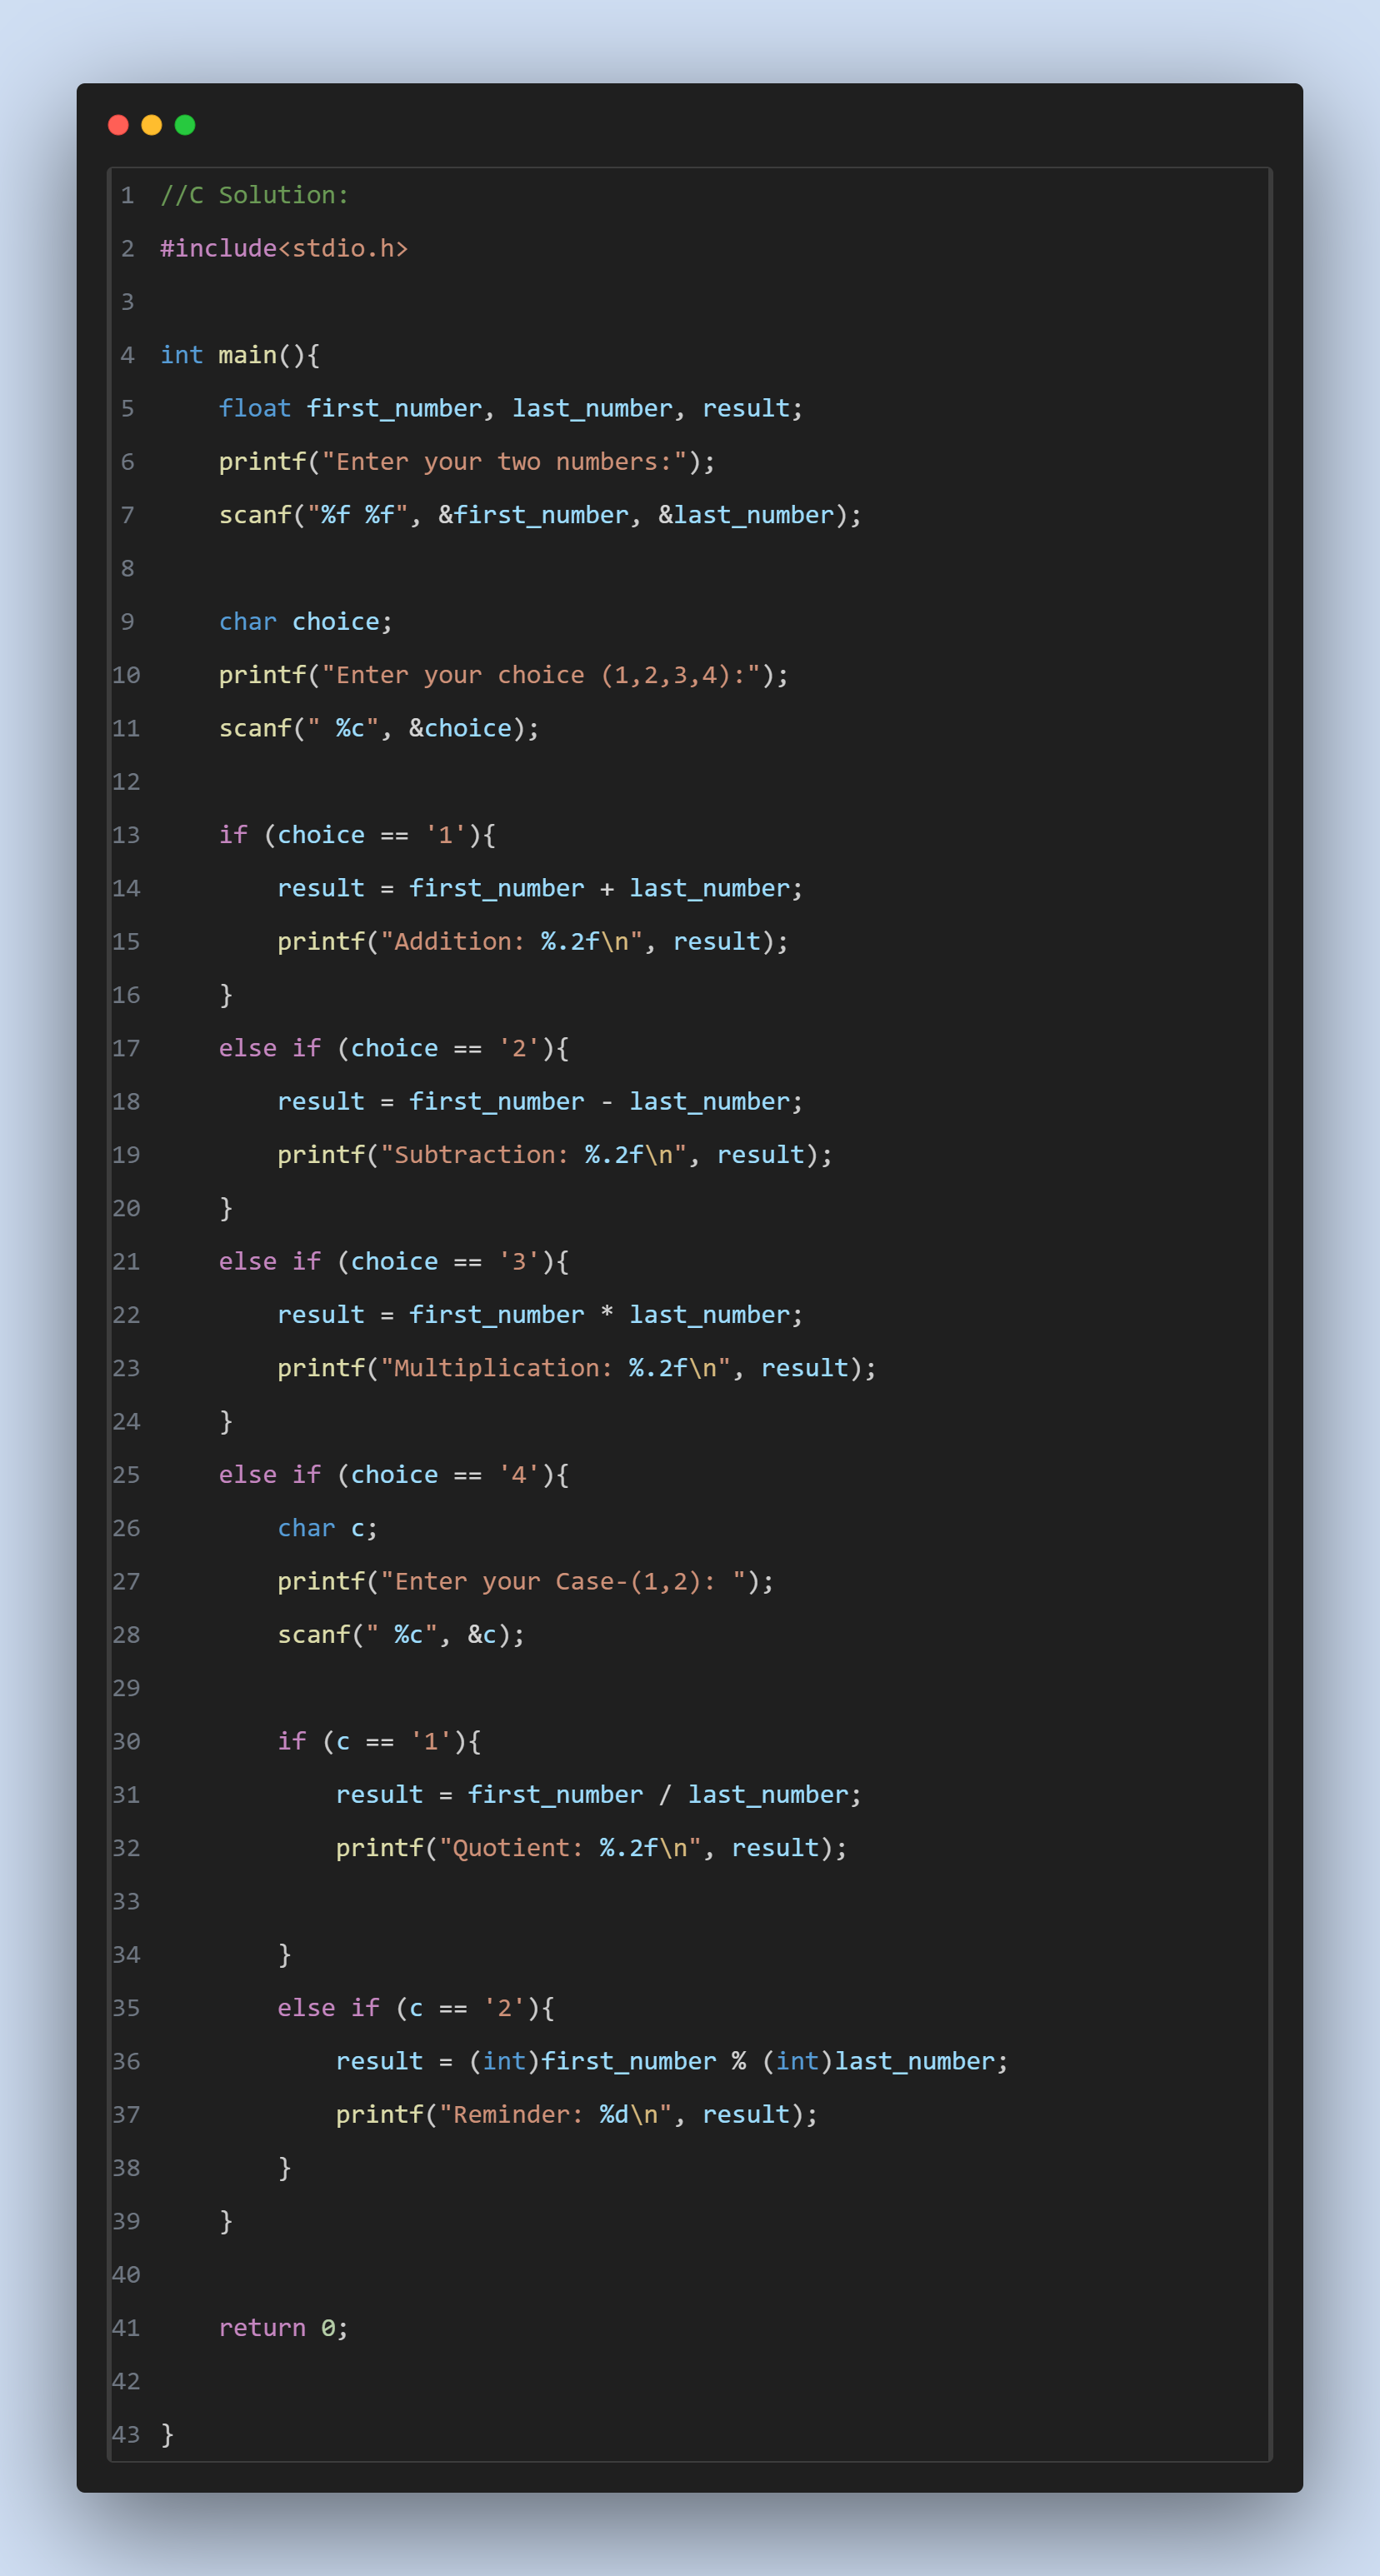 1 //C Solution:
2 #include<stdio.h>
3
4 int main(){
5     float first_number, last_number, result;
6     printf("Enter your two numbers:");
7     scanf("%f %f", &first_number, &last_number);
8
9     char choice;
10     printf("Enter your choice (1,2,3,4):");
11     scanf(" %c", &choice);
12
13     if (choice == '1'){
14         result = first_number + last_number;
15         printf("Addition: %.2f\n", result);
16     }
17     else if (choice == '2'){
18         result = first_number - last_number;
19         printf("Subtraction: %.2f\n", result);
20     }
21     else if (choice == '3'){
22         result = first_number * last_number;
23         printf("Multiplication: %.2f\n", result);
24     }
25     else if (choice == '4'){
26         char c;
27         printf("Enter your Case-(1,2): ");
28         scanf(" %c", &c);
29
30         if (c == '1'){
31             result = first_number / last_number;
32             printf("Quotient: %.2f\n", result);
33
34         }
35         else if (c == '2'){
36             result = (int)first_number % (int)last_number;
37             printf("Reminder: %d\n", result);
38         }
39     }
40
41     return 0;
42
43 }